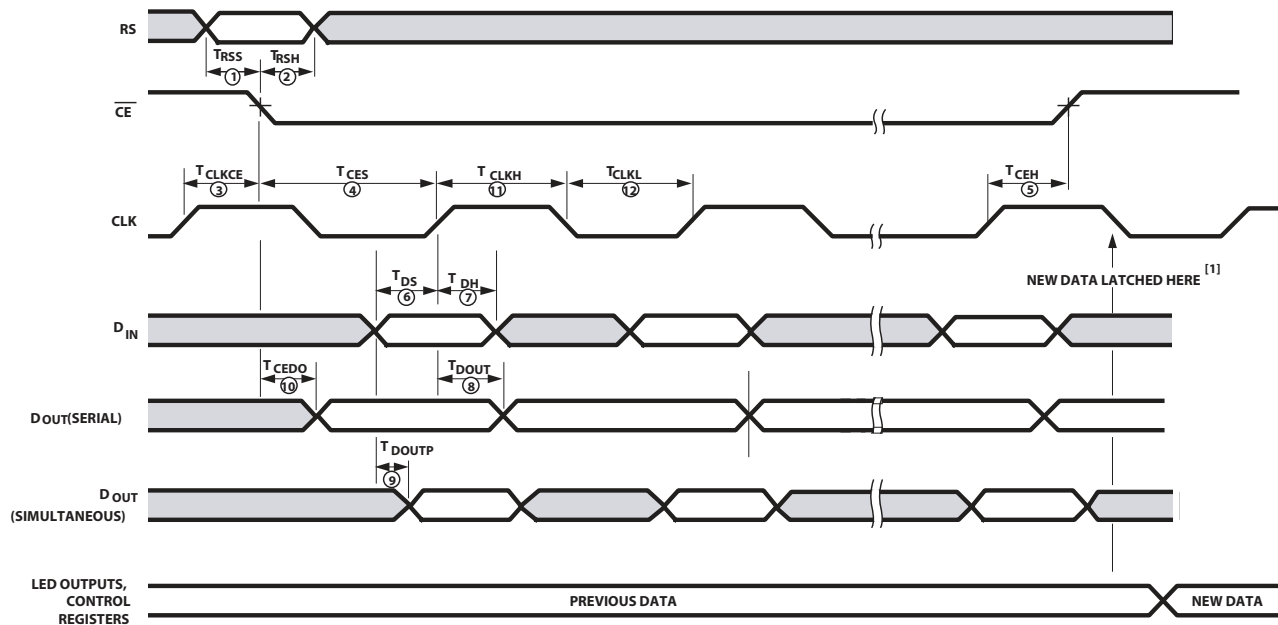 RS
TRSS
①
TRSH
②
CE
TCLKCE
③
TCES
④
TCLKH
⑪
TCLKL
⑫
TCEH
⑤
CLK
NEW DATA LATCHED HERE [1]
TDS
⑥
TDH
⑦
DIN
TCEDO
⑩
TDOUT
⑧
DOUT(SERIAL)
TDOUTP
⑨
DOUT
(SIMULTANEOUS)
LED OUTPUTS,
CONTROL
REGISTERS
PREVIOUS DATA
NEW DATA